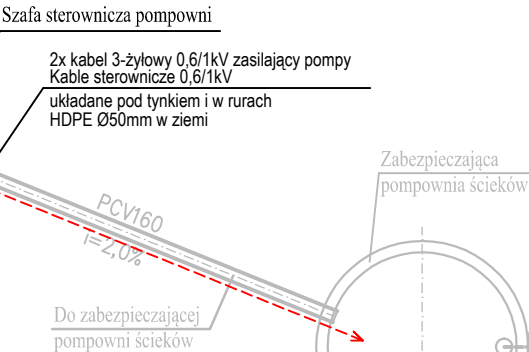 Szafa sterownicza pompowni
2x kabel 3-żyłowy 0,6/1kV zasilający pompy
Kable sterownicze 0,6/1kV
układane pod tynkiem i w rurach
HDPE Ø50mm w ziemi
Zabezpieczająca
pompownia ścieków
PCV160
i=2,0%
Do zabezpieczającej
pompowni ścieków